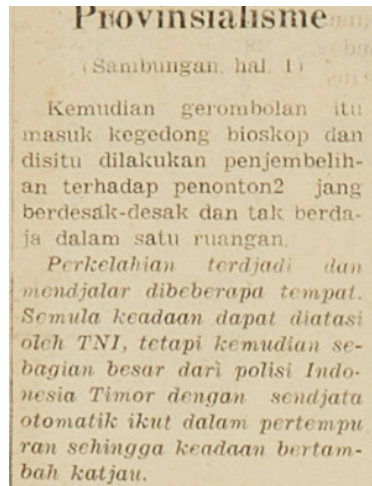 Provinsialisme
(Sambungan, hal. 1)
Kemudian gerombolan itu
masuk kegedong bioskop dan
disitu dilakukan penjembelih-
an terhadap penonton2 jang
berdesak-desak dan tak berda-
ja dalam satu ruangan.
Perkelahian terdjadi dan
mendjalar dibeberapa tempat.
Semula keadaan dapat diatasi
oleh TNI, tetapi kemudian se-
bagian besar dari polisi Indo-
nesia Timor dengan sendjata
otomatik ikut dalam pertempu
ran sehingga keadaan bertam-
bah katjau.